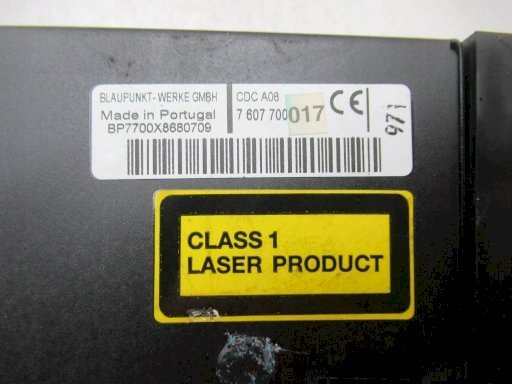 BLAUPUNKT- WERKE GMBH
Made in Portugal
BP7700X8680709
CDC A08
7 607 700 017
CE
971
CLASS 1
LASER PRODUCT